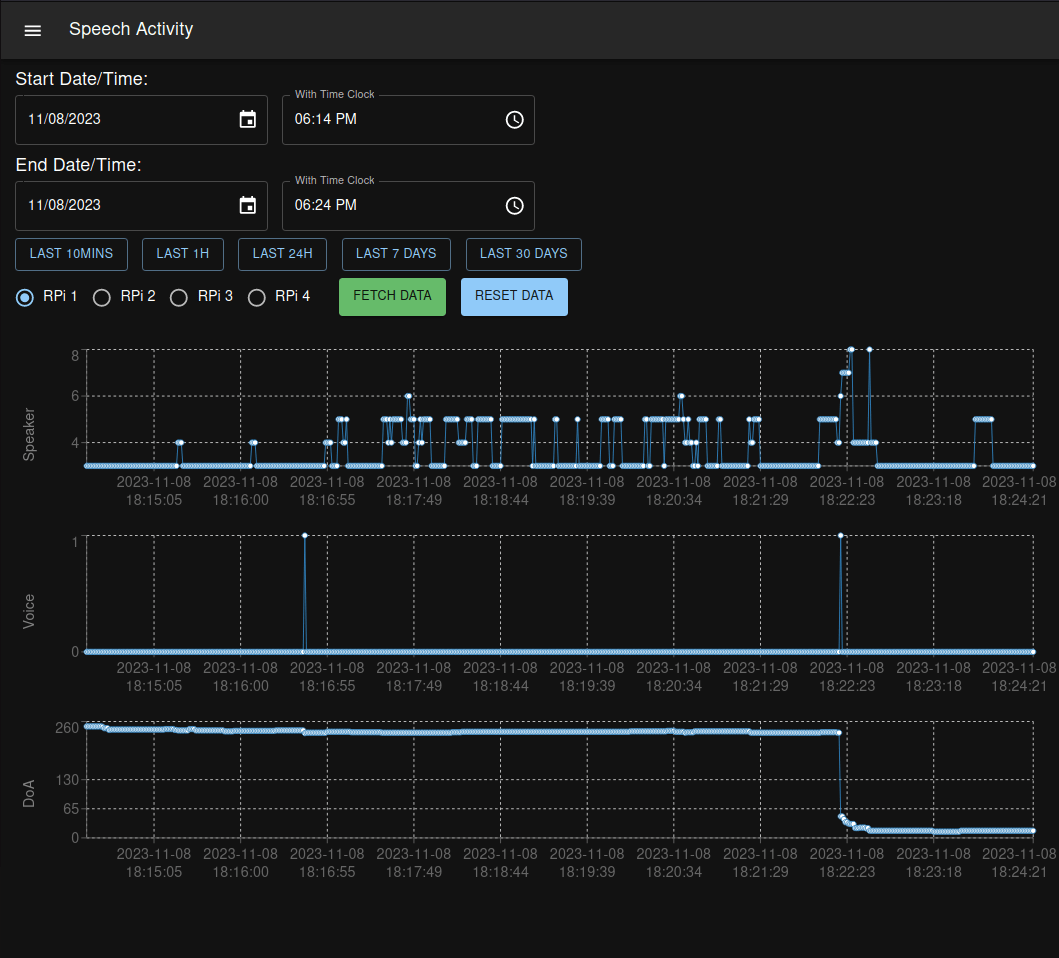 Speech Activity
Start Date/Time:
With Time Clock
11/08/2023 06:14 PM
End Date/Time:
With Time Clock
11/08/2023 06:24 PM
LAST 10MINS LAST 1H LAST 24H LAST 7 DAYS LAST 30 DAYS
RPi 1 RPi 2 RPi 3 RPi 4 FETCH DATA RESET DATA
8
6
4
Speaker
2023-11-08 2023-11-08 2023-11-08 2023-11-08 2023-11-08 2023-11-08 2023-11-08 2023-11-08 2023-11-08 2023-11-08 2023-11-08
18:15:05 18:16:00 18:16:55 18:17:49 18:18:44 18:19:39 18:20:34 18:21:29 18:22:23 18:23:18 18:24:21
1
Voice
0
2023-11-08 2023-11-08 2023-11-08 2023-11-08 2023-11-08 2023-11-08 2023-11-08 2023-11-08 2023-11-08 2023-11-08 2023-11-08
18:15:05 18:16:00 18:16:55 18:17:49 18:18:44 18:19:39 18:20:34 18:21:29 18:22:23 18:23:18 18:24:21
260
130
DoA
65
0
2023-11-08 2023-11-08 2023-11-08 2023-11-08 2023-11-08 2023-11-08 2023-11-08 2023-11-08 2023-11-08 2023-11-08 2023-11-08
18:15:05 18:16:00 18:16:55 18:17:49 18:18:44 18:19:39 18:20:34 18:21:29 18:22:23 18:23:18 18:24:21